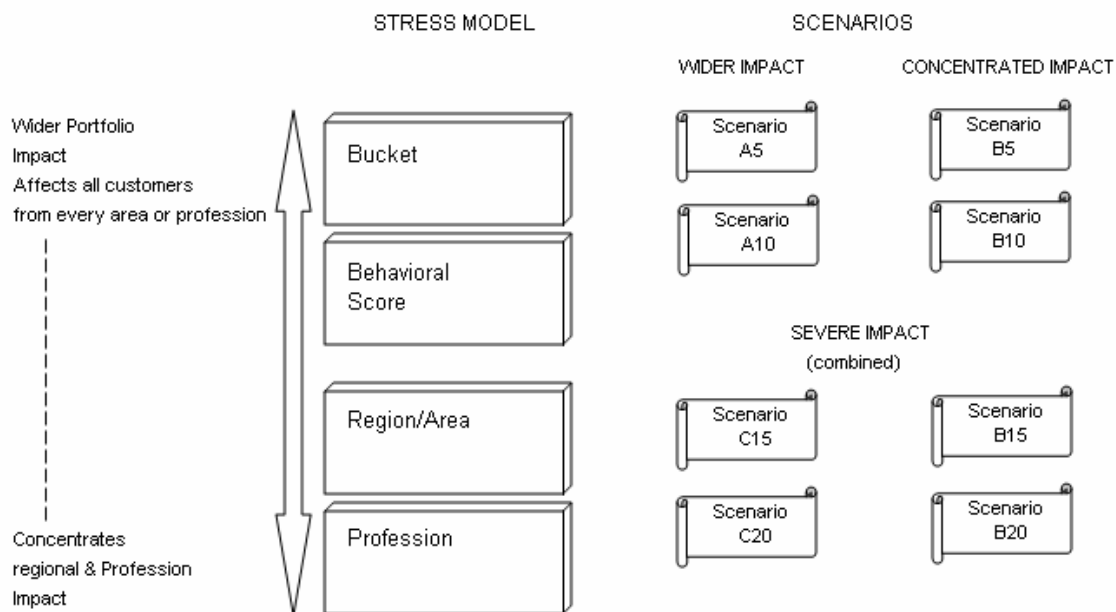 STRESS MODEL
SCENARIOS
WIDER IMPACT
CONCENTRATED IMPACT
Wider Portfolio
Impact
Affects all customers
from every area or profession
Bucket
Scenario
A5
Scenario
B5
Scenario
A10
Scenario
B10
Behavioral
Score
SEVERE IMPACT
(combined)
Region/Area
Scenario
C15
Scenario
B15
Concentrates
regional & Profession
Impact
Profession
Scenario
C20
Scenario
B20